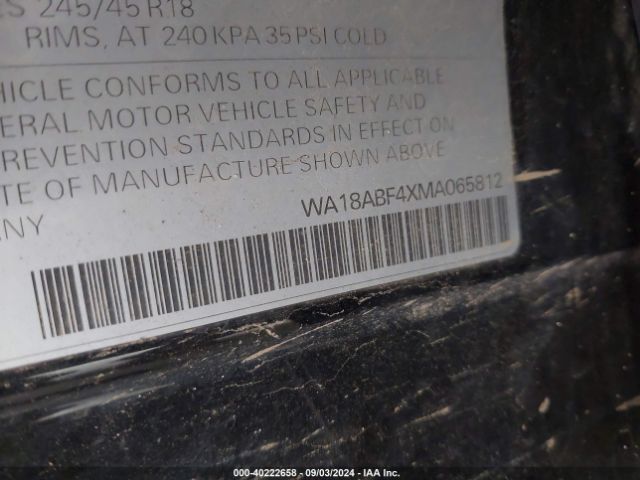 245/45 R18
RIMS, AT 240 KPA 35 PSI COLD
HICLE CONFORMS TO ALL APPLICABLE
ERAL MOTOR VEHICLE SAFETY AND
REVENTION STANDARDS IN EFFECT ON
TE OF MANUFACTURE SHOWN ABOVE
ANY
WA18ABF4XMA065812
000-40222658 - 09/03/2024 - IAA Inc.